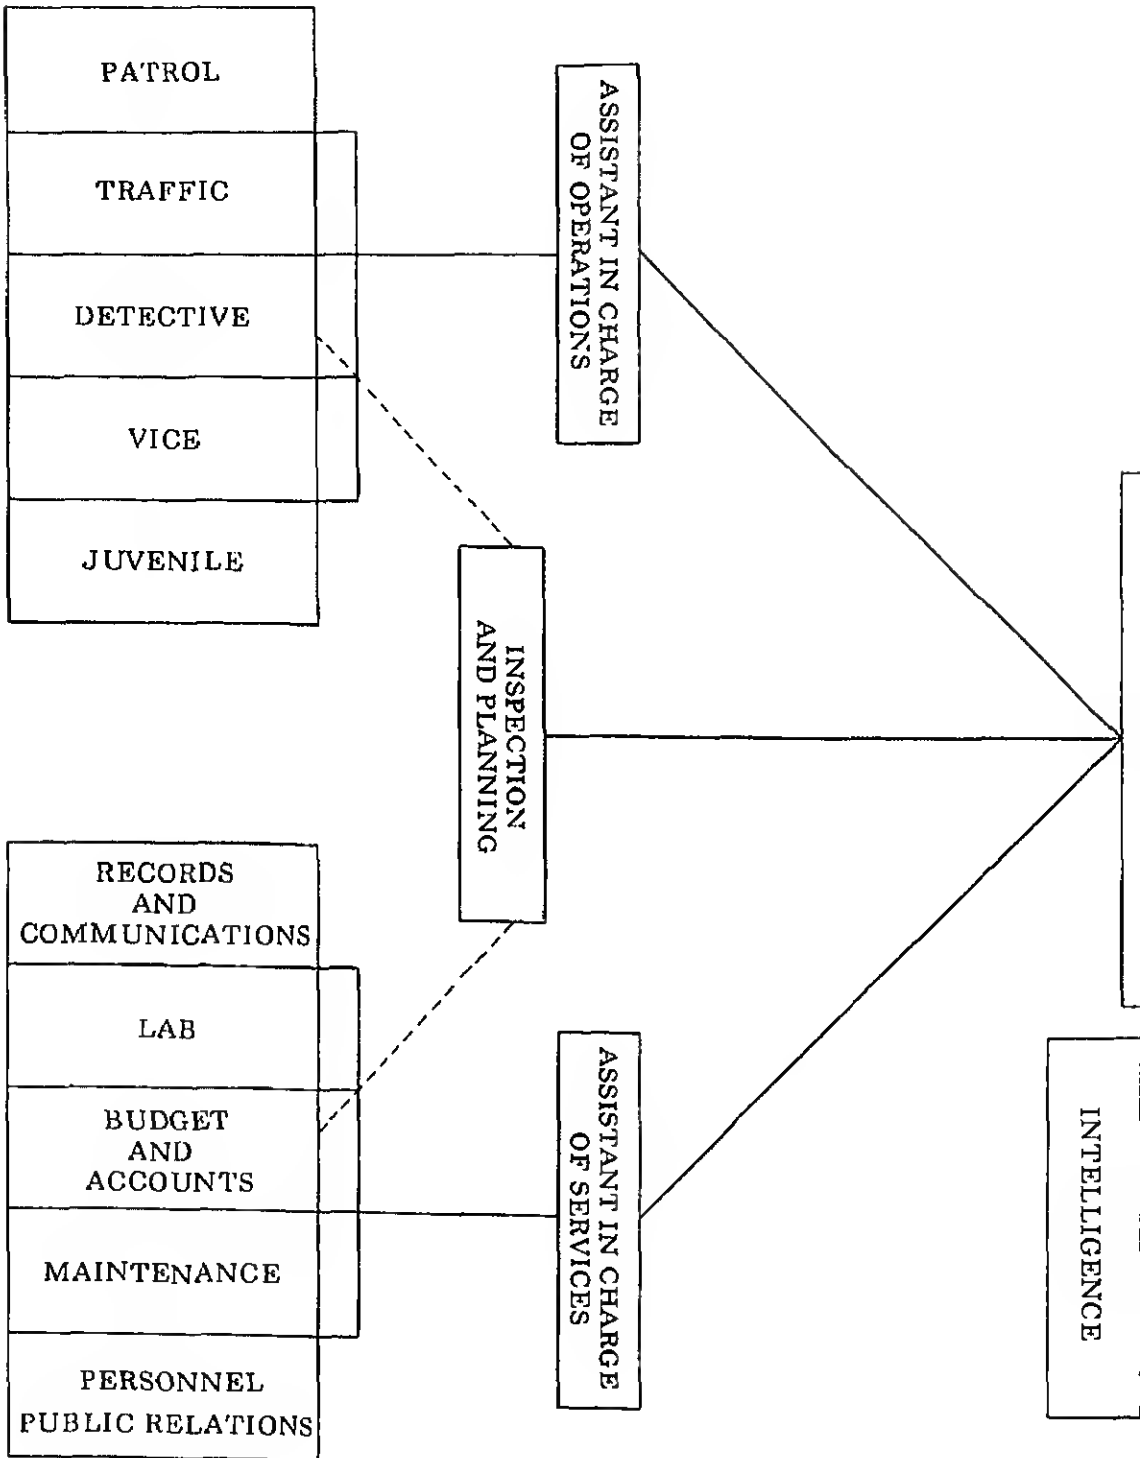 PATROL
TRAFFIC
DETECTIVE
VICE
JUVENILE
ASSISTANT IN CHARGE
OF OPERATIONS
INSPECTION
AND PLANNING
RECORDS
AND
COMMUNICATIONS
LAB
BUDGET
AND
ACCOUNTS
MAINTENANCE
PERSONNEL
PUBLIC RELATIONS
ASSISTANT IN CHARGE
OF SERVICES
INTELLIGENCE